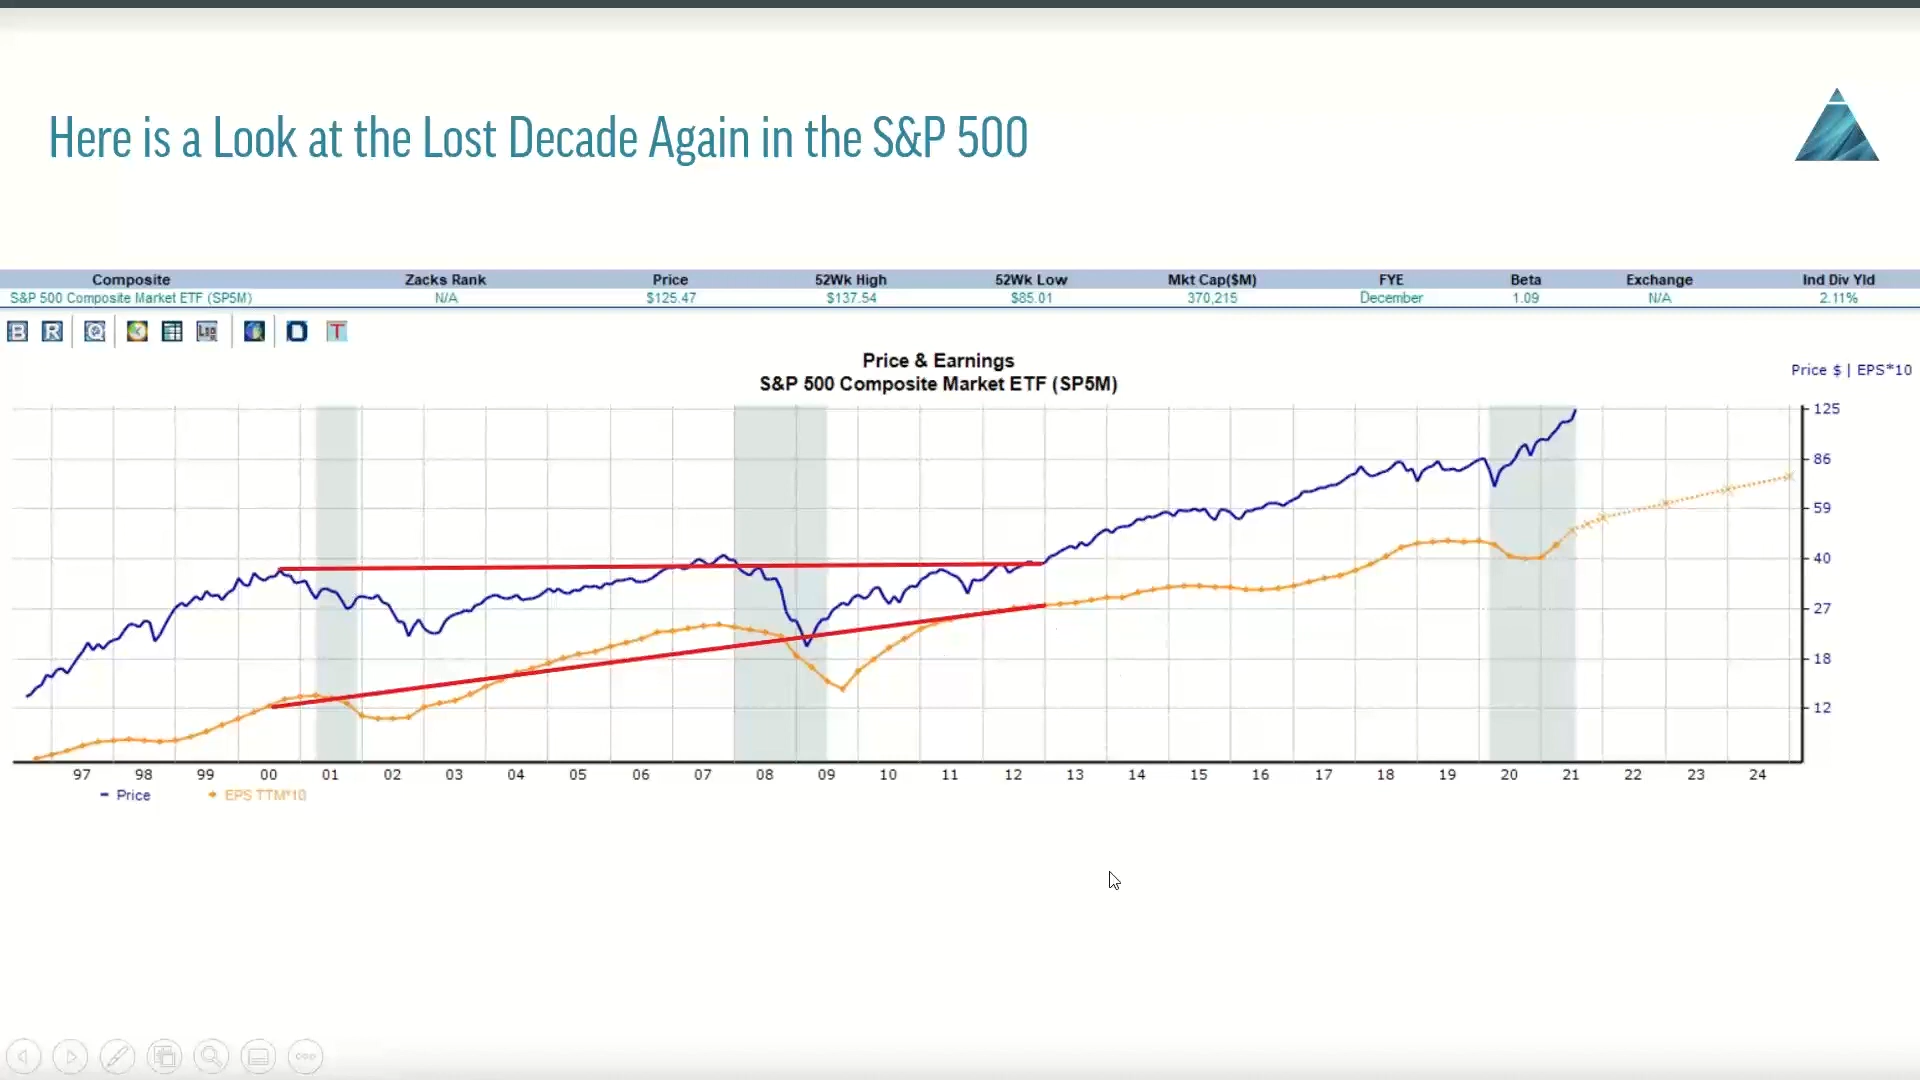 Here is a Look at the Lost Decade Again in the S&P 500
Composite Zacks Rank Price 52Wk High 52Wk Low Mkt Cap($M) FYE Beta Exchange Ind Div Yld
S&P 500 Composite Market ETF (SP5M) N/A $125.47 $137.54 $85.01 370,215 December 1.09 N/A 2.11%
B R T
Price & Earnings
Price $ | EPS*10
S&P 500 Composite Market ETF (SP5M)
125
86
59
40
27
18
12
97 98 99 00 01 02 03 04 05 06 07 08 09 10 11 12 13 14 15 16 17 18 19 20 21 22 23 24
Price EPS TTM*10